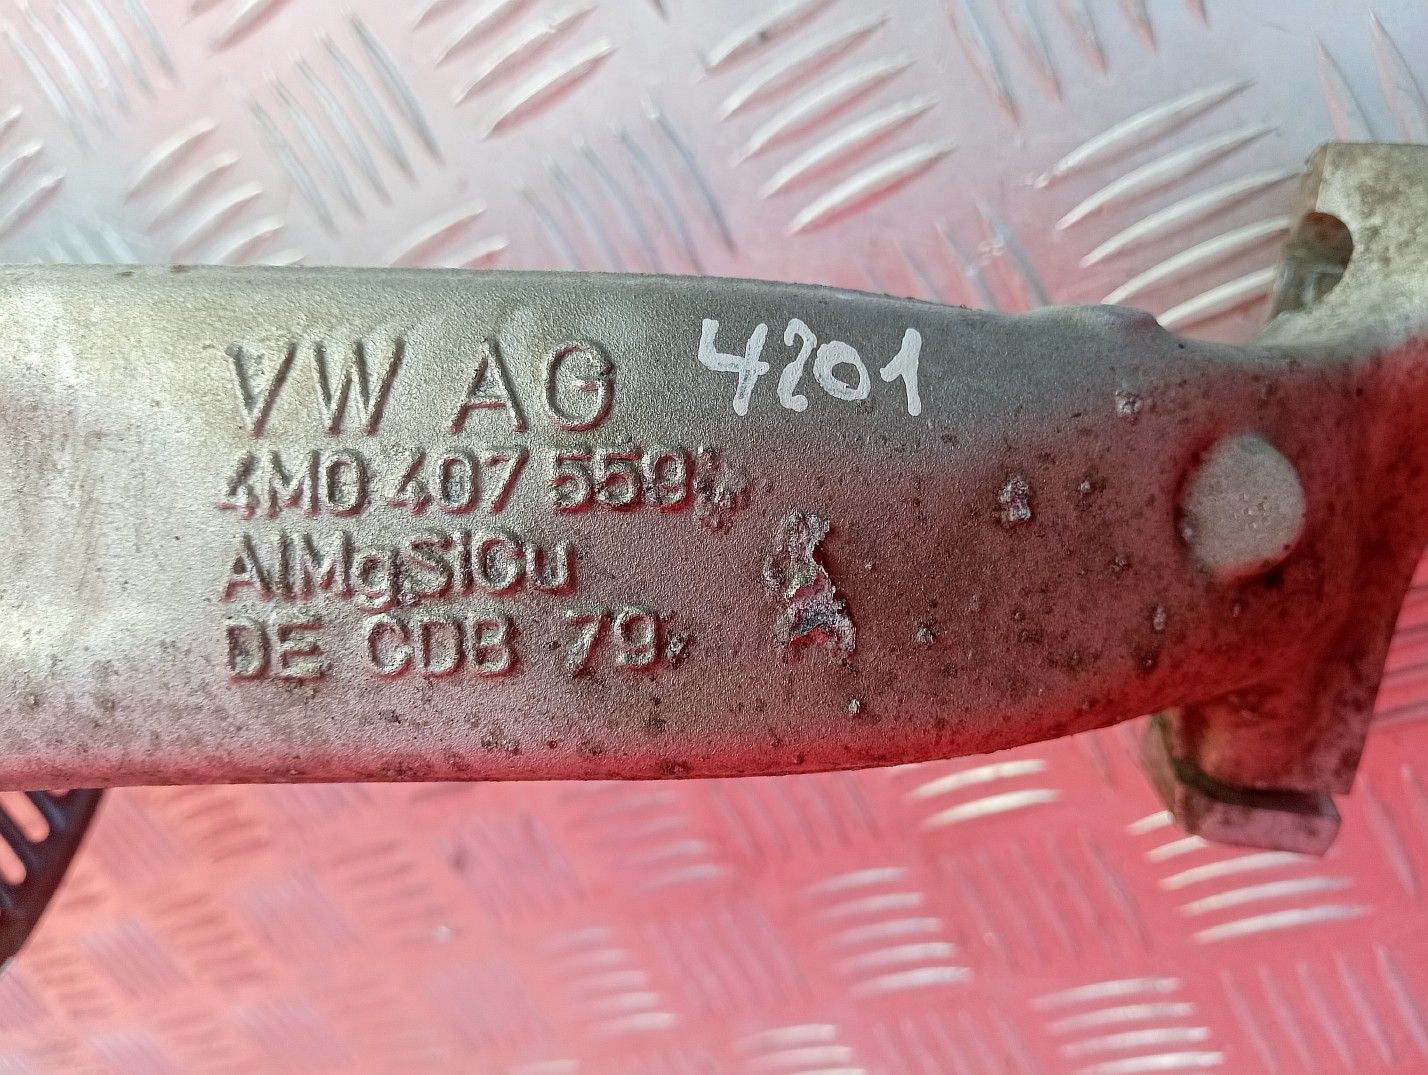 VW AG 4201
4M0 407 559
AlMgSiCu
DE CDB 79